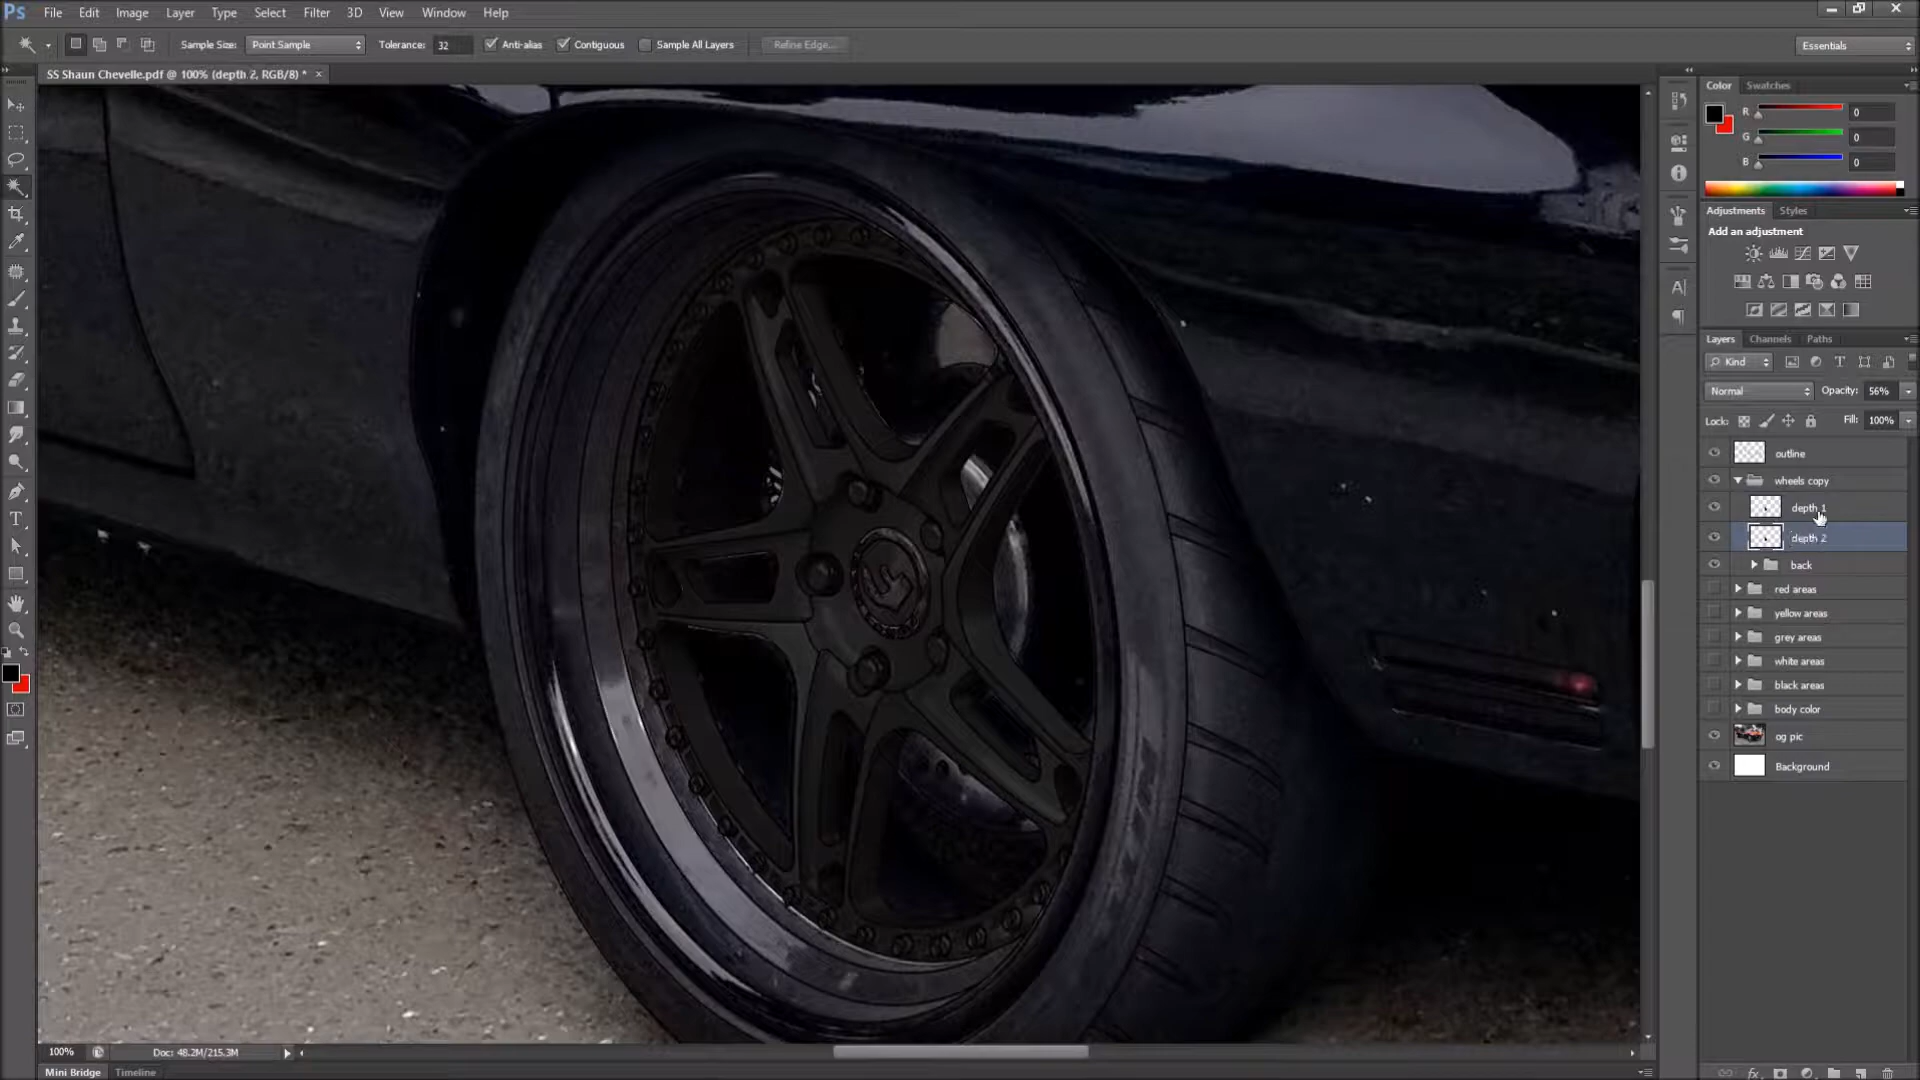 Ps File Edit Image Layer Type Select Filter 3D View Window Help
Sample Size: Point Sample Tolerance: 32 Anti-alias Contiguous Sample All Layers Refine Edge... Essentials
SS Shaun Chevelle.pdf @ 100% (depth 2, RGB/8) * ×
Color Swatches
R 0
G 0
B 0
Adjustments Styles
Add an adjustment
Layers Channels Paths
Kind
Normal Opacity: 56%
Lock: Fill: 100%
outline
wheels copy
depth 1
depth 2
back
red areas
yellow areas
grey areas
white areas
black areas
body color
og pic
Background
100% Doc: 48.2M/215.3M
Mini Bridge Timeline